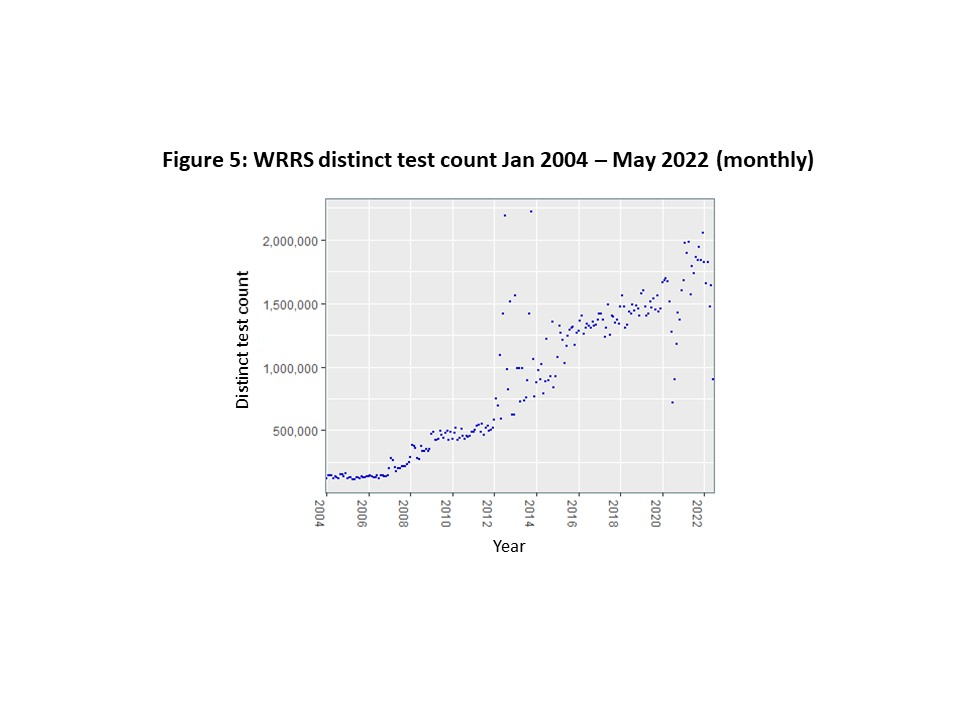 Figure 5: WRRS distinct test count Jan 2004 – May 2022 (monthly)
2,000,000
1,500,000
1,000,000
500,000
Distinct test count
2004 2006 2008 2010 2012 2014 2016 2018 2020 2022
Year